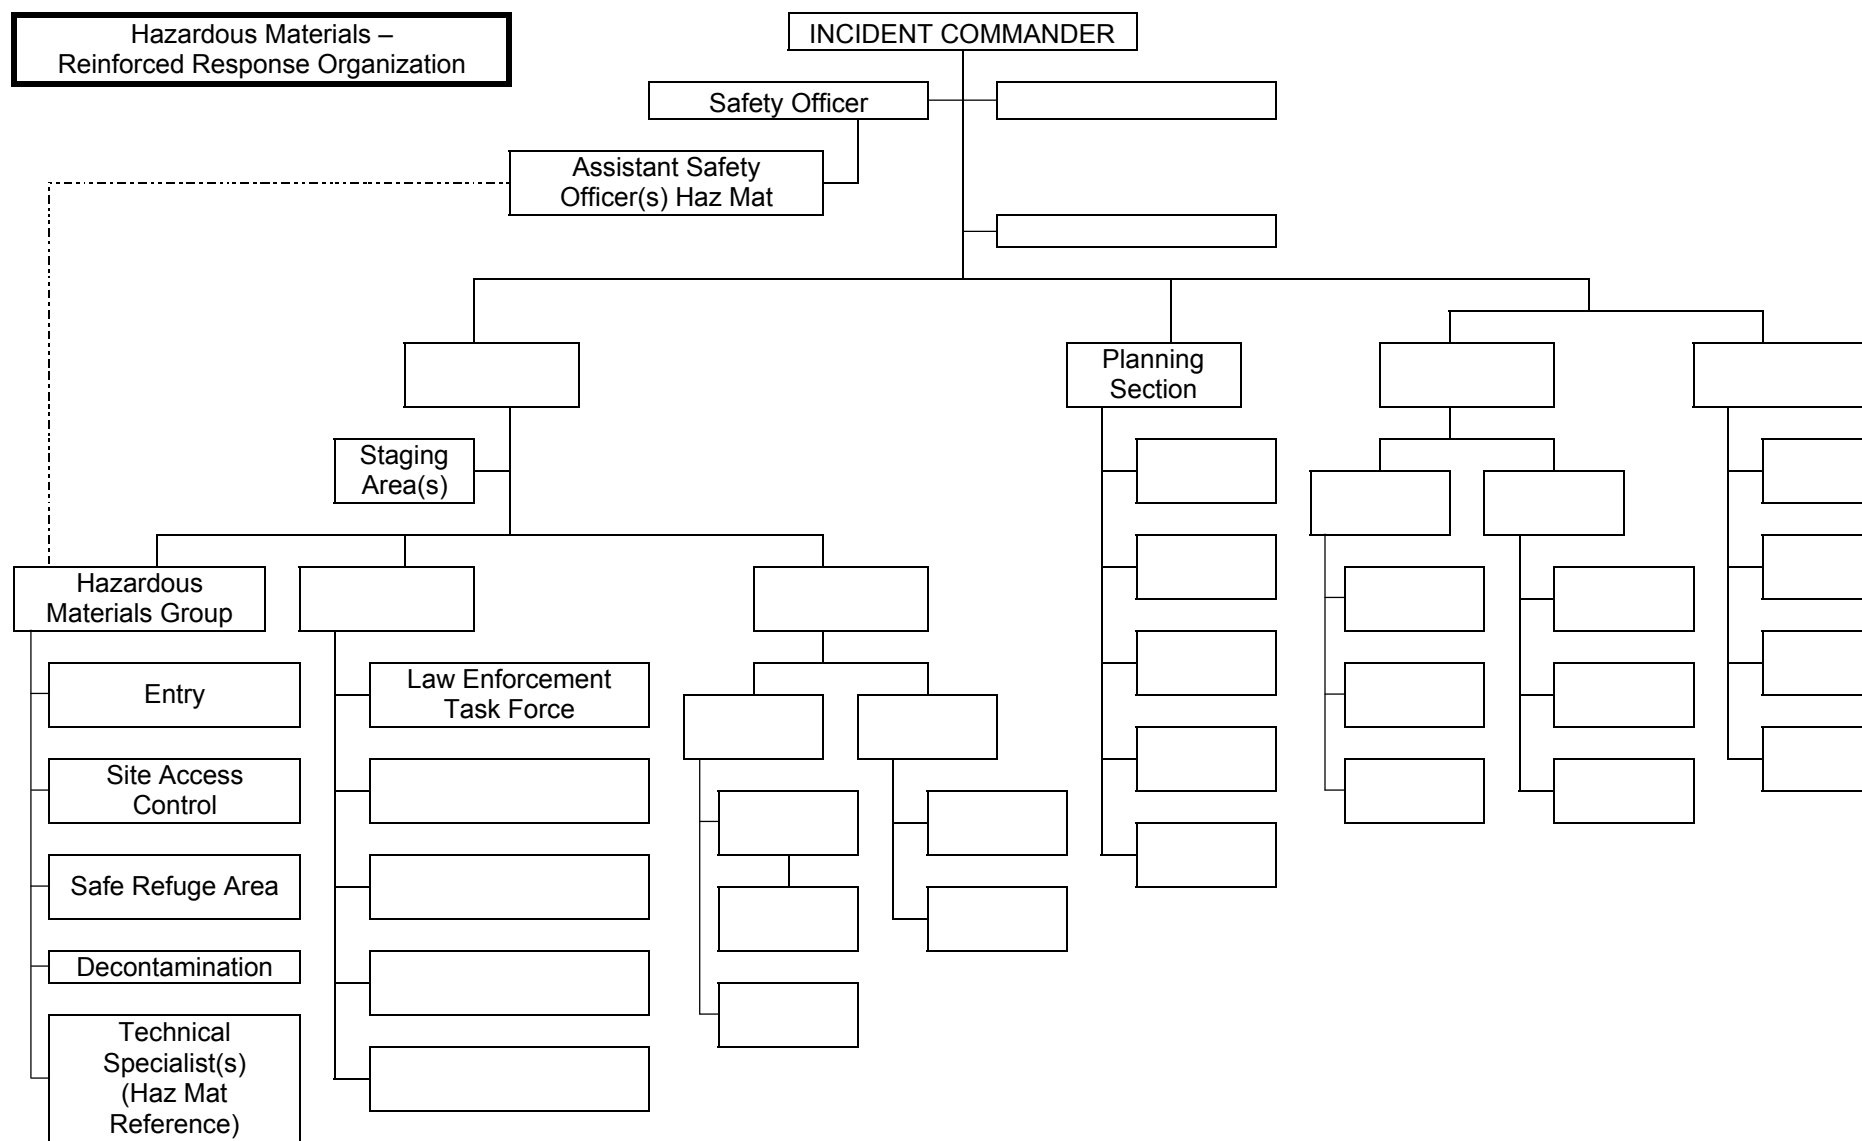 Hazardous Materials –
Reinforced Response Organization
INCIDENT COMMANDER
Safety Officer
Assistant Safety
Officer(s) Haz Mat
Planning
Section
Staging
Area(s)
Hazardous
Materials Group
Entry
Law Enforcement
Task Force
Site Access
Control
Safe Refuge Area
Decontamination
Technical
Specialist(s)
(Haz Mat
Reference)